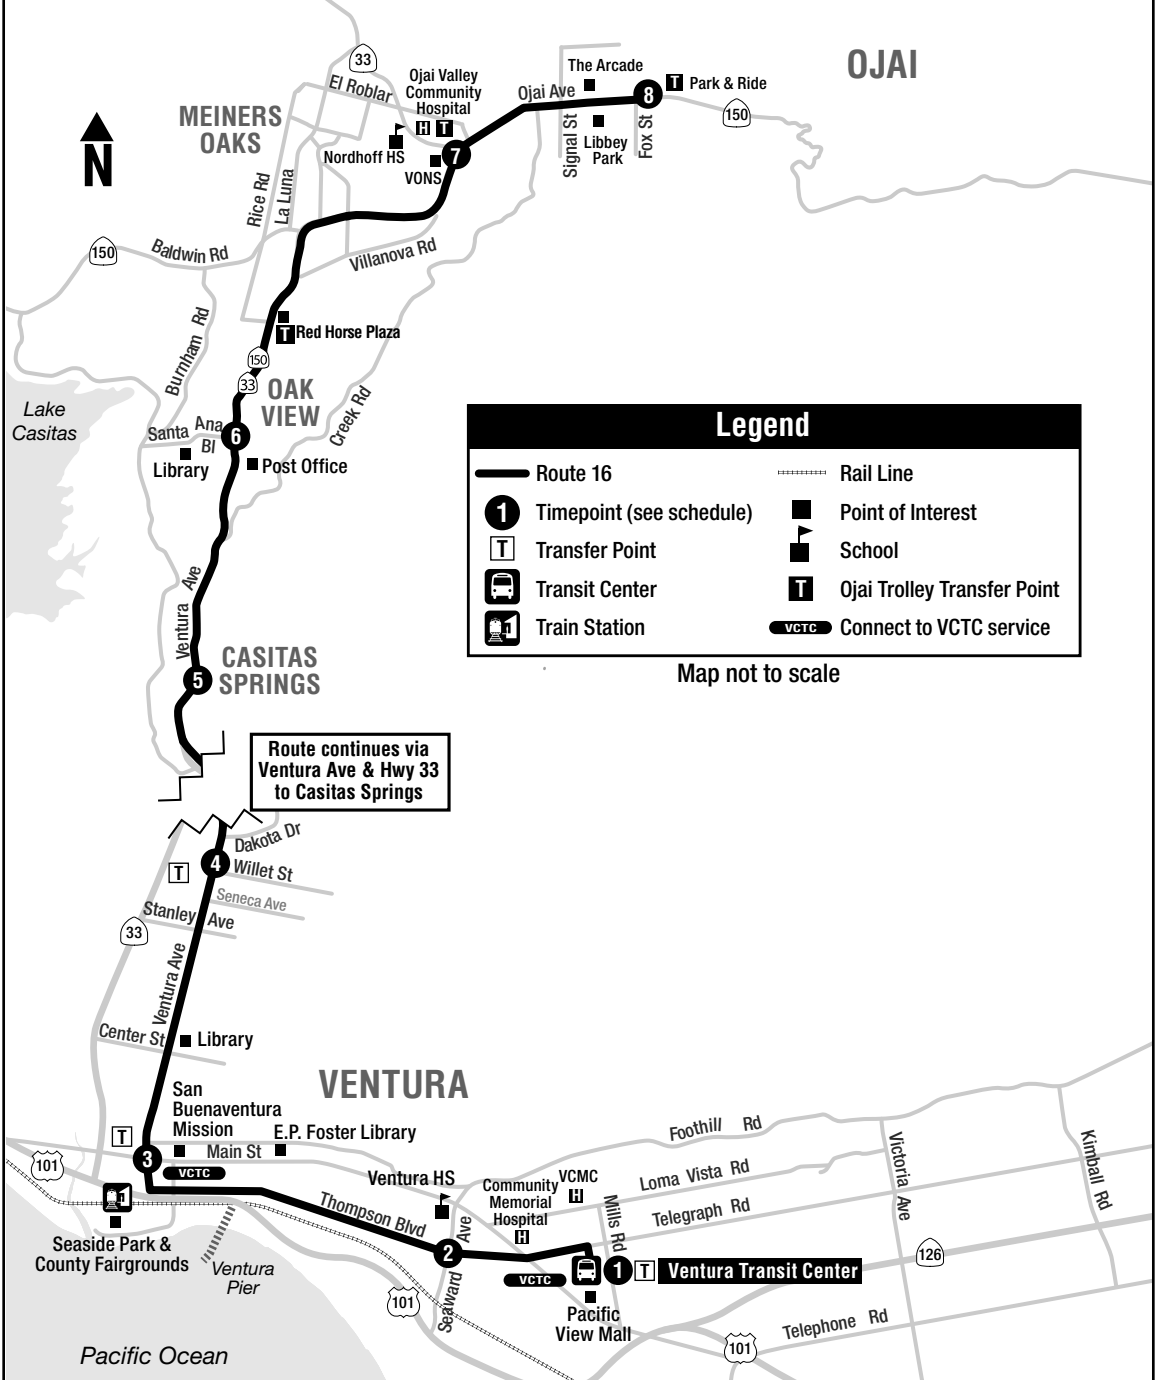 OJAI
33
El Roblar
Ojai Valley
Community
Hospital
H
T
The Arcade
Ojai Ave
8
T
Park & Ride
150
MEINERS
OAKS
N
Nordhoff HS
VONS
7
Signal St
Libbey
Park
Fox St
Rice Rd
La Luna
150
Baldwin Rd
Villanova Rd
Burnham Rd
T
Red Horse Plaza
150
33
OAK
VIEW
Creek Rd
Lake
Casitas
Santa Ana
Bl
6
Library
Post Office
Legend
Route 16
Rail Line
1
Timepoint (see schedule)
Point of Interest
T
Transfer Point
School
Transit Center
T
Ojai Trolley Transfer Point
Train Station
VCTC
Connect to VCTC service
Map not to scale
Ventura Ave
CASITAS
SPRINGS
5
Route continues via
Ventura Ave & Hwy 33
to Casitas Springs
Dakota Dr
4
T
Willet St
Seneca Ave
Stanley Ave
33
Ventura Ave
Center St
Library
VENTURA
San
Buenaventura
Mission
T
3
Main St
E.P. Foster Library
VCTC
101
Seaside Park &
County Fairgrounds
Ventura
Pier
Pacific Ocean
Thompson Blvd
Ventura HS
2
Seaward Ave
101
Community
Memorial
Hospital
H
VCMC
H
Mills Rd
VCTC
1
T
Ventura Transit Center
Pacific
View Mall
Foothill Rd
Loma Vista Rd
Telegraph Rd
Victoria Ave
Kimball Rd
126
Telephone Rd
101